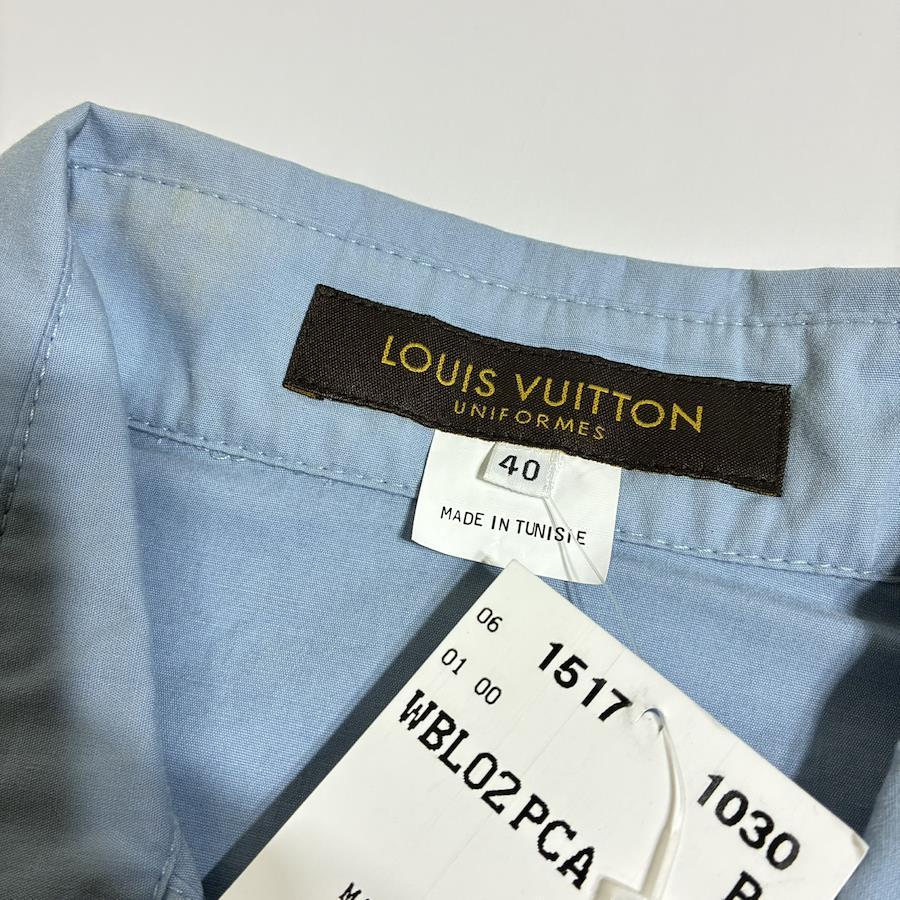 LOUIS VUITTON
UNIFORMES
40
MADE IN TUNISIE
06
1517
01 00
WBL02PCA
1030